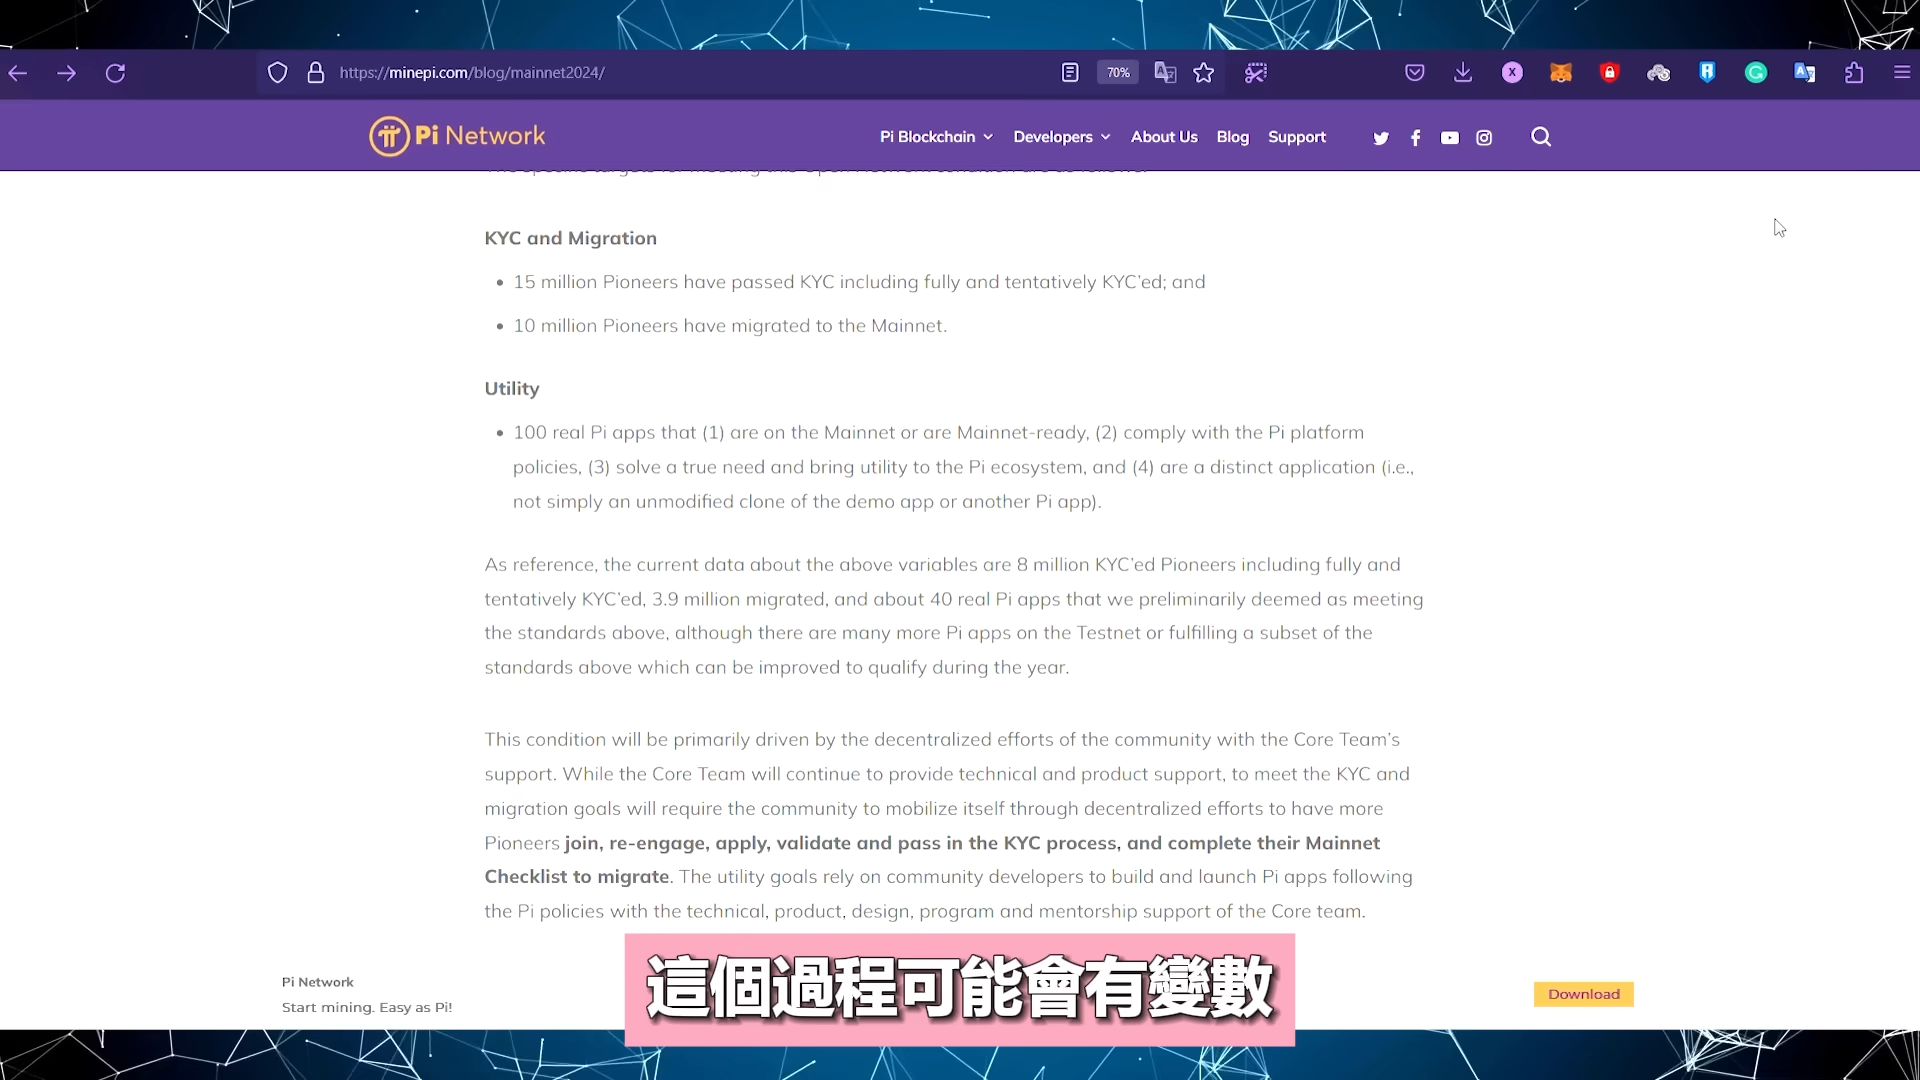 https://minepi.com/blog/mainnet2024/
70%
Pi Network
Pi Blockchain
Developers
About Us
Blog
Support
KYC and Migration
15 million Pioneers have passed KYC including fully and tentatively KYC'ed; and
10 million Pioneers have migrated to the Mainnet.
Utility
100 real Pi apps that (1) are on the Mainnet or are Mainnet-ready, (2) comply with the Pi platform
policies, (3) solve a true need and bring utility to the Pi ecosystem, and (4) are a distinct application (i.e.,
not simply an unmodified clone of the demo app or another Pi app).
As reference, the current data about the above variables are 8 million KYC'ed Pioneers including fully and
tentatively KYC'ed, 3.9 million migrated, and about 40 real Pi apps that we preliminarily deemed as meeting
the standards above, although there are many more Pi apps on the Testnet or fulfilling a subset of the
standards above which can be improved to qualify during the year.
This condition will be primarily driven by the decentralized efforts of the community with the Core Team's
support. While the Core Team will continue to provide technical and product support, to meet the KYC and
migration goals will require the community to mobilize itself through decentralized efforts to have more
Pioneers join, re-engage, apply, validate and pass in the KYC process, and complete their Mainnet
Checklist to migrate. The utility goals rely on community developers to build and launch Pi apps following
the Pi policies with the technical, product, design, program and mentorship support of the Core team.
Pi Network
Start mining. Easy as Pi!
這個過程可能會有變數
Download